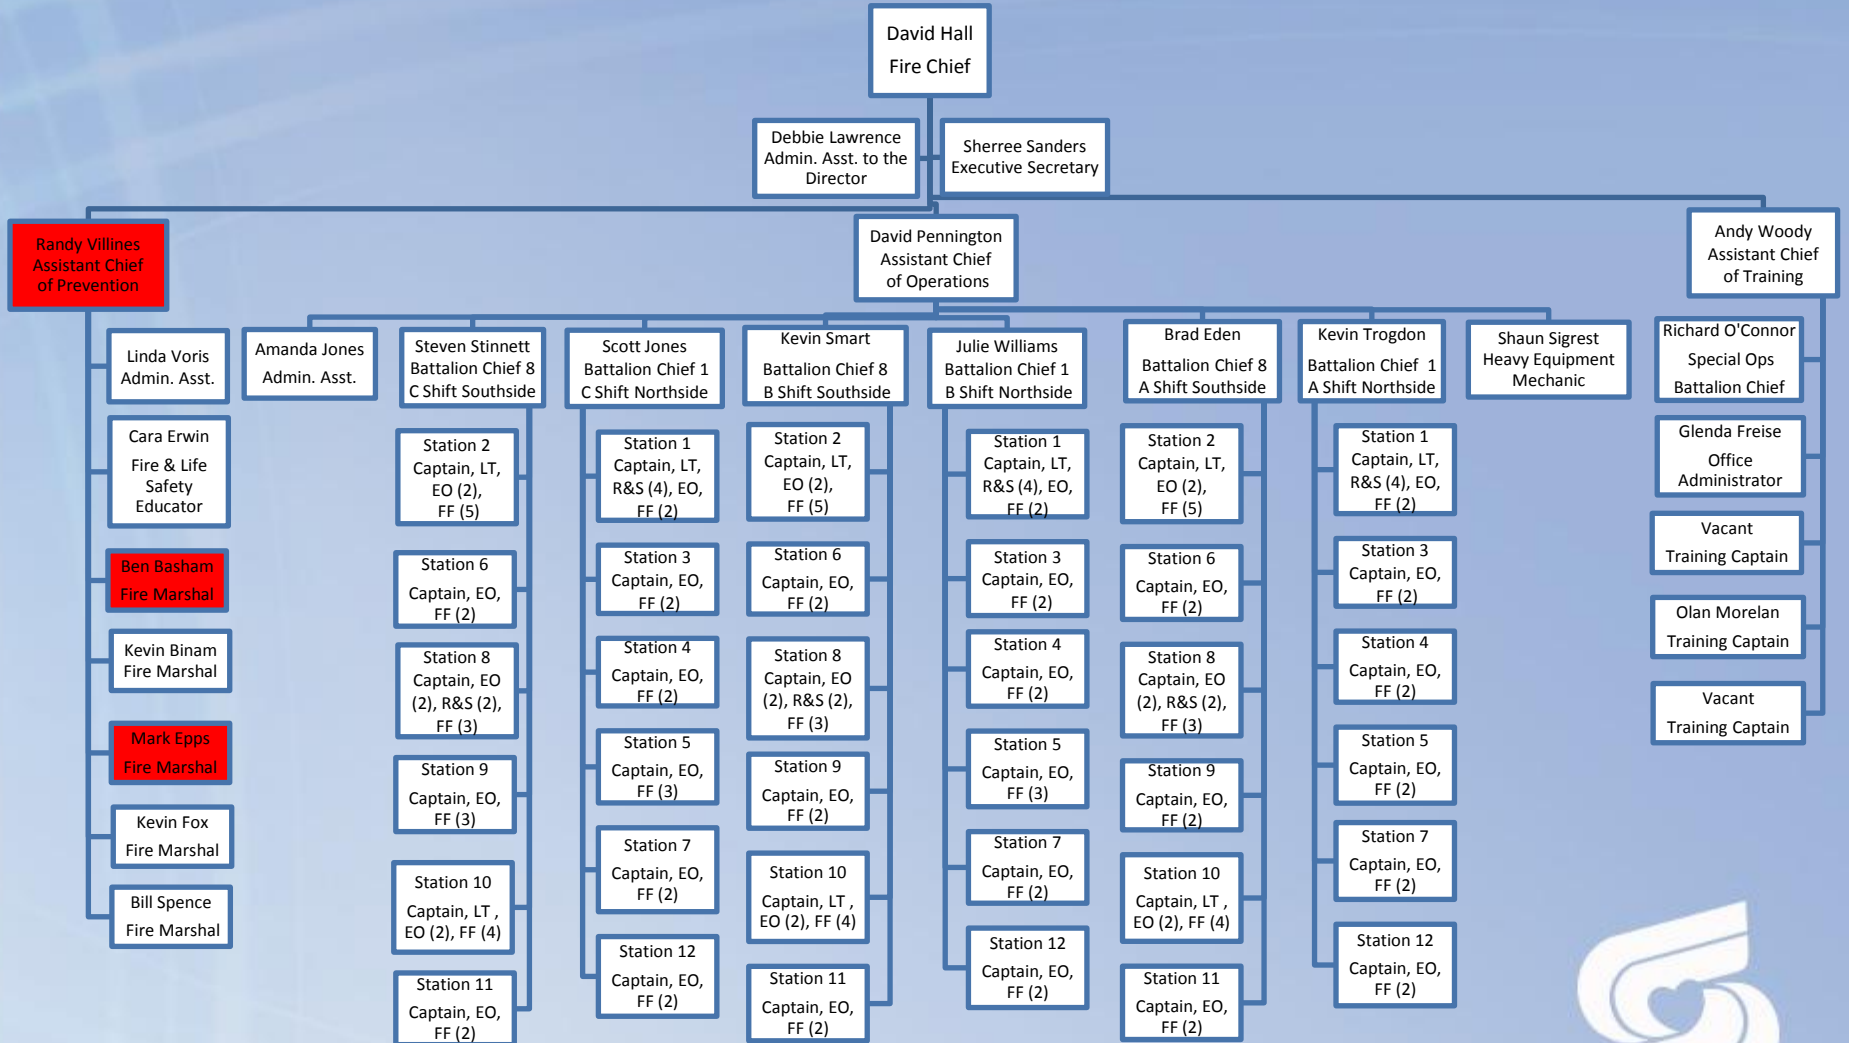 David Hall
Fire Chief
Debbie Lawrence
Admin. Asst. to the
Director
Sherree Sanders
Executive Secretary
Randy Villines
Assistant Chief
of Prevention
David Pennington
Assistant Chief
of Operations
Andy Woody
Assistant Chief
of Training
Linda Voris
Admin. Asst.
Cara Erwin
Fire & Life
Safety
Educator
Ben Basham
Fire Marshal
Kevin Binam
Fire Marshal
Mark Epps
Fire Marshal
Kevin Fox
Fire Marshal
Bill Spence
Fire Marshal
Amanda Jones
Admin. Asst.
Steven Stinnett
Battalion Chief 8
C Shift Southside
Station 2
Captain, LT,
EO (2),
FF (5)
Station 6
Captain, EO,
FF (2)
Station 8
Captain, EO
(2), R&S (2),
FF (3)
Station 9
Captain, EO,
FF (3)
Station 10
Captain, LT ,
EO (2), FF (4)
Station 11
Captain, EO,
FF (2)
Scott Jones
Battalion Chief 1
C Shift Northside
Station 1
Captain, LT,
R&S (4), EO,
FF (2)
Station 3
Captain, EO,
FF (2)
Station 4
Captain, EO,
FF (2)
Station 5
Captain, EO,
FF (3)
Station 7
Captain, EO,
FF (2)
Station 12
Captain, EO,
FF (2)
Kevin Smart
Battalion Chief 8
B Shift Southside
Station 2
Captain, LT,
EO (2),
FF (5)
Station 6
Captain, EO,
FF (2)
Station 8
Captain, EO
(2), R&S (2),
FF (3)
Station 9
Captain, EO,
FF (2)
Station 10
Captain, LT ,
EO (2), FF (4)
Station 11
Captain, EO,
FF (2)
Julie Williams
Battalion Chief 1
B Shift Northside
Station 1
Captain, LT,
R&S (4), EO,
FF (2)
Station 3
Captain, EO,
FF (2)
Station 4
Captain, EO,
FF (2)
Station 5
Captain, EO,
FF (3)
Station 7
Captain, EO,
FF (2)
Station 12
Captain, EO,
FF (2)
Brad Eden
Battalion Chief 8
A Shift Southside
Station 2
Captain, LT,
EO (2),
FF (5)
Station 6
Captain, EO,
FF (2)
Station 8
Captain, EO
(2), R&S (2),
FF (3)
Station 9
Captain, EO,
FF (2)
Station 10
Captain, LT ,
EO (2), FF (4)
Station 11
Captain, EO,
FF (2)
Kevin Trogdon
Battalion Chief 1
A Shift Northside
Station 1
Captain, LT,
R&S (4), EO,
FF (2)
Station 3
Captain, EO,
FF (2)
Station 4
Captain, EO,
FF (2)
Station 5
Captain, EO,
FF (2)
Station 7
Captain, EO,
FF (2)
Station 12
Captain, EO,
FF (2)
Shaun Sigrest
Heavy Equipment
Mechanic
Richard O'Connor
Special Ops
Battalion Chief
Glenda Freise
Office
Administrator
Vacant
Training Captain
Olan Morelan
Training Captain
Vacant
Training Captain